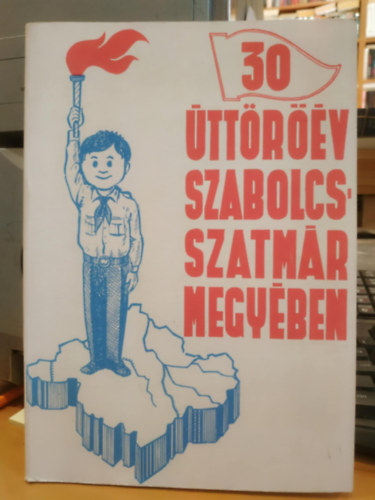 30
ÚTTÖRŐÉV
SZABOLCS-
SZATMÁR
MEGYÉBEN